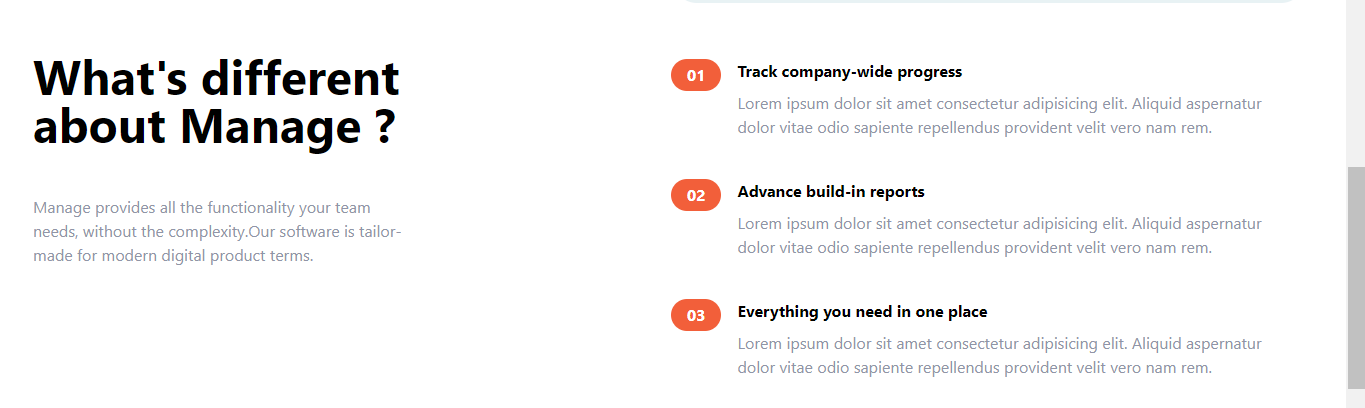 What's different
about Manage ?
Manage provides all the functionality your team
needs, without the complexity.Our software is tailor-
made for modern digital product terms.
01
Track company-wide progress
Lorem ipsum dolor sit amet consectetur adipisicing elit. Aliquid aspernatur
dolor vitae odio sapiente repellendus provident velit vero nam rem.
02
Advance build-in reports
Lorem ipsum dolor sit amet consectetur adipisicing elit. Aliquid aspernatur
dolor vitae odio sapiente repellendus provident velit vero nam rem.
03
Everything you need in one place
Lorem ipsum dolor sit amet consectetur adipisicing elit. Aliquid aspernatur
dolor vitae odio sapiente repellendus provident velit vero nam rem.